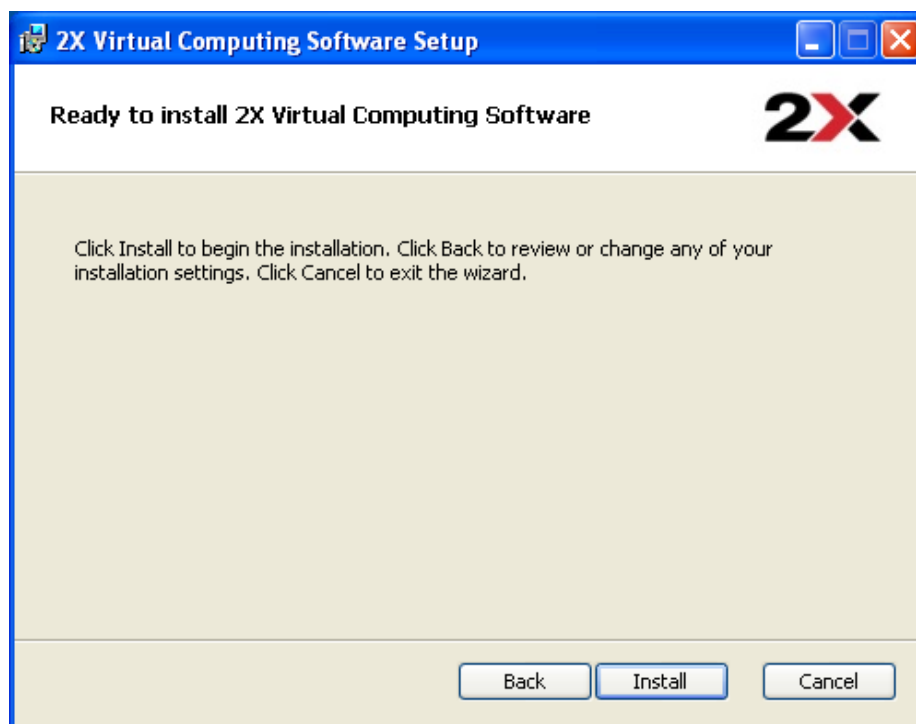 2X Virtual Computing Software Setup
Ready to install 2X Virtual Computing Software
2X
Click Install to begin the installation. Click Back to review or change any of your
installation settings. Click Cancel to exit the wizard.
Back Install Cancel